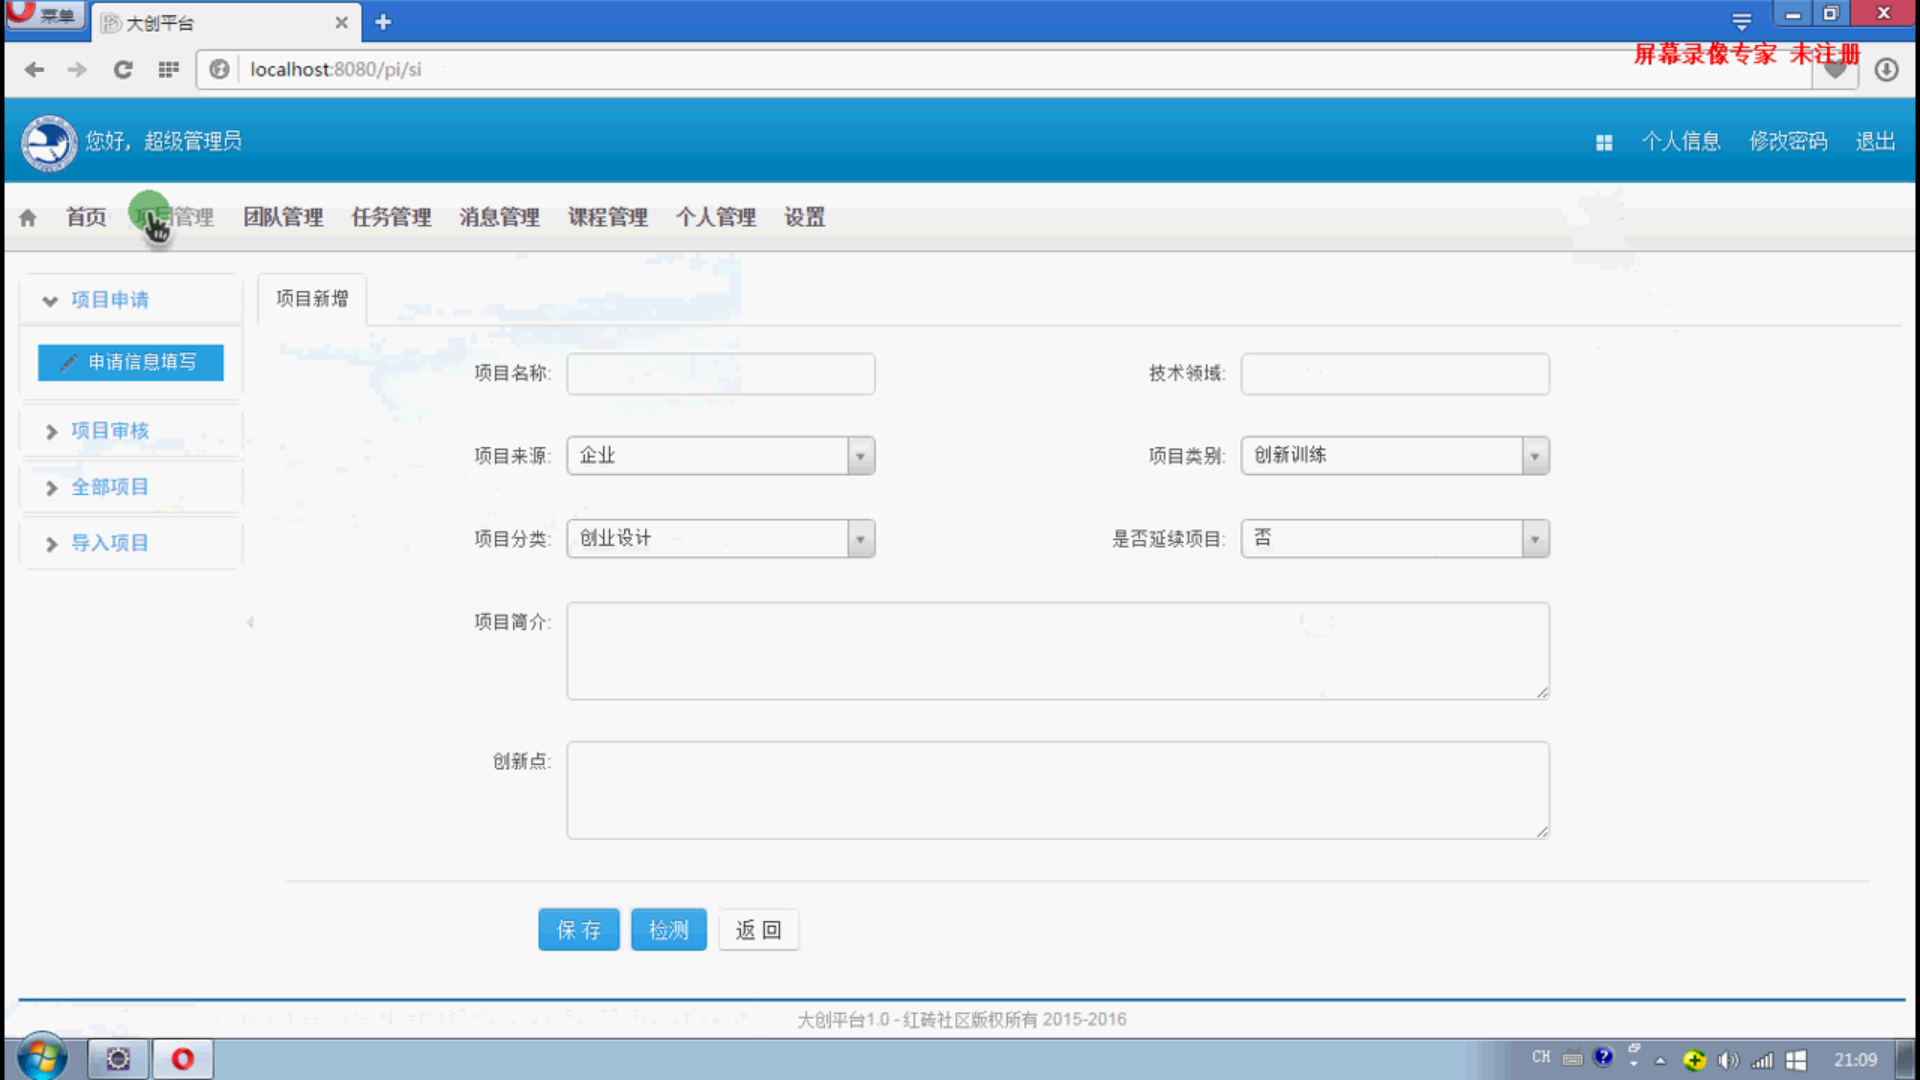 菜单
大创平台
localhost:8080/pi/si
屏幕录像专家 未注册
您好，超级管理员
个人信息 修改密码 退出
首页 项目管理 团队管理 任务管理 消息管理 课程管理 个人管理 设置
项目申请
申请信息填写
项目审核
全部项目
导入项目
项目新增
项目名称:
技术领域:
项目来源: 企业
项目类别: 创新训练
项目分类: 创业设计
是否延续项目: 否
项目简介:
创新点:
保 存 检测 返 回
大创平台1.0 - 红砖社区版权所有 2015-2016
CH 21:09